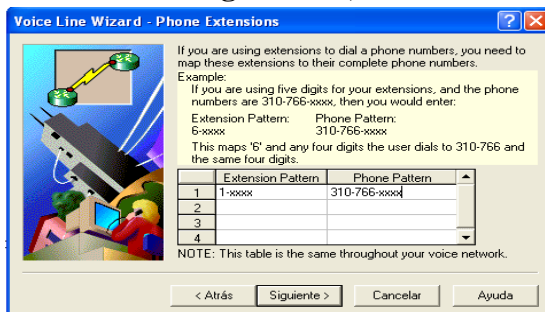 Voice Line Wizard - Phone Extensions
If you are using extensions to dial a phone numbers, you need to
map these extensions to their complete phone numbers.
Example:
If you are using five digits for your extensions, and the phone
numbers are 310-766-xxxx, then you would enter:
Extension Pattern: Phone Pattern:
6-xxxx 310-766-xxxx
This maps '6' and any four digits the user dials to 310-766 and
the same four digits.
Extension Pattern Phone Pattern
1 1-xxxx 310-766-xxxx
2
3
4
NOTE: This table is the same throughout your voice network.
< Atrás Siguiente > Cancelar Ayuda